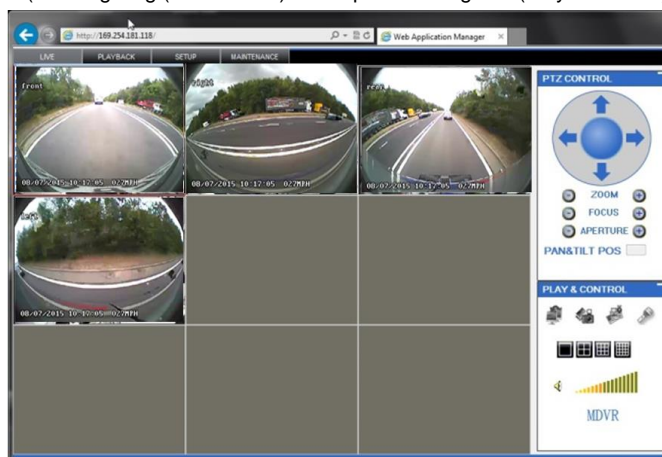 http://169.254.181.118/
Web Application Manager
LIVE PLAYBACK SETUP MAINTENANCE
front
right
rear
08/07/2015 10:17:05 027MPH
08/07/2015 10:17:05 027MPH
08/07/2015 10:17:05 027MPH
left
08/07/2015 10:17:05 027MPH
PTZ CONTROL
ZOOM
FOCUS
APERTURE
PAN&TILT POS
PLAY & CONTROL
MDVR